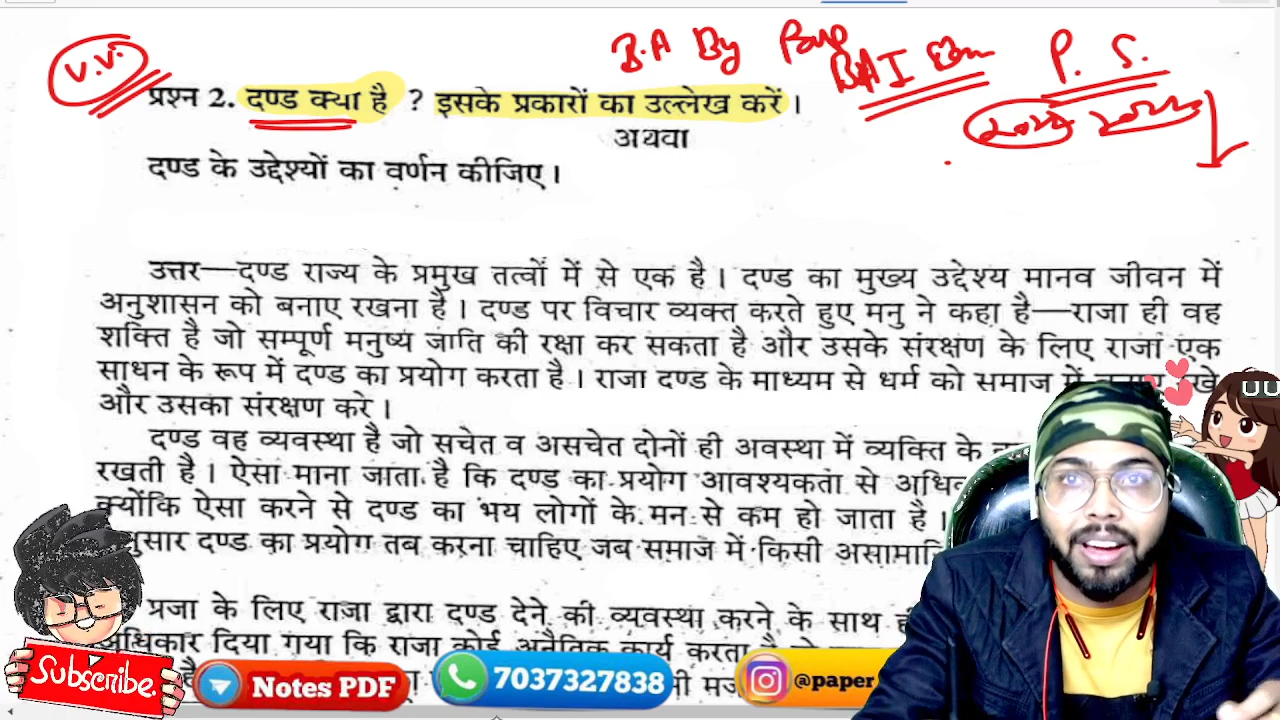 B.A By
B.A I P. S.
V.V.
प्रश्न 2. दण्ड क्या है ? इसके प्रकारों का उल्लेख करें।
अथवा
दण्ड के उद्देश्यों का वर्णन कीजिए।
उत्तर—दण्ड राज्य के प्रमुख तत्वों में से एक है। दण्ड का मुख्य उद्देश्य मानव जीवन में
अनुशासन को बनाए रखना है। दण्ड पर विचार व्यक्त करते हुए मनु ने कहा है—राजा ही वह
शक्ति है जो सम्पूर्ण मनुष्य जाति की रक्षा कर सकता है और उसके संरक्षण के लिए राजा एक
साधन के रूप में दण्ड का प्रयोग करता है। राजा दण्ड के माध्यम से धर्म को समाज में
और उसका संरक्षण करे।
दण्ड वह व्यवस्था है जो सचेत व असचेत दोनों ही अवस्था में व्यक्ति के
रखती है। ऐसा माना जाता है कि दण्ड का प्रयोग आवश्यकता से
क्योंकि ऐसा करने से दण्ड का भय लोगों के मन से कम हो जाता है।
दण्ड का प्रयोग तब करना चाहिए जब समाज में किसी
प्रजा के लिए राजा द्वारा दण्ड देने की व्यवस्था करने के साथ
अधिकार दिया गया कि राजा कोई अनैतिक कार्य करता
Subscribe.
Notes PDF
7037327838
@paper